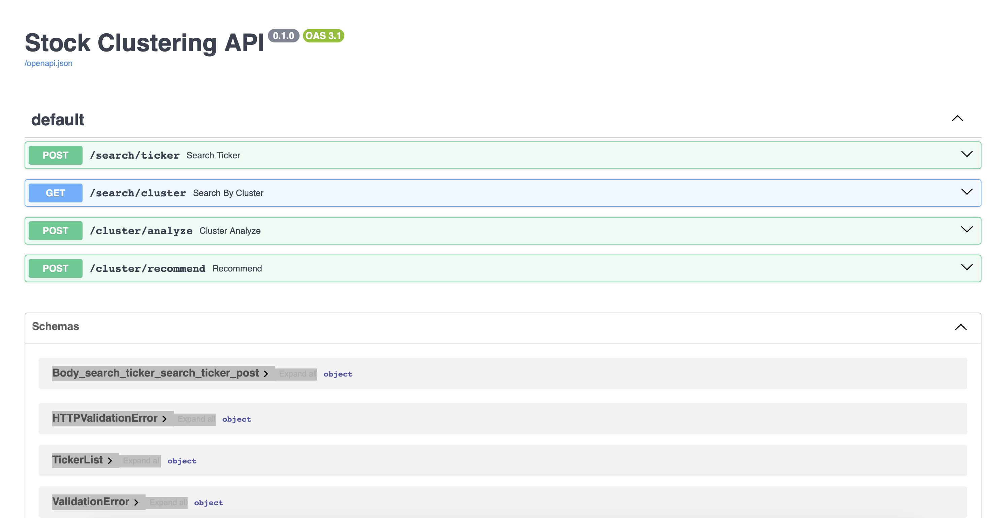 Stock Clustering API 0.1.0 OAS 3.1
/openapi.json
default
POST /search/ticker Search Ticker
GET /search/cluster Search By Cluster
POST /cluster/analyze Cluster Analyze
POST /cluster/recommend Recommend
Schemas
Body_search_ticker_search_ticker_post Expand all object
HTTPValidationError Expand all object
TickerList Expand all object
ValidationError Expand all object